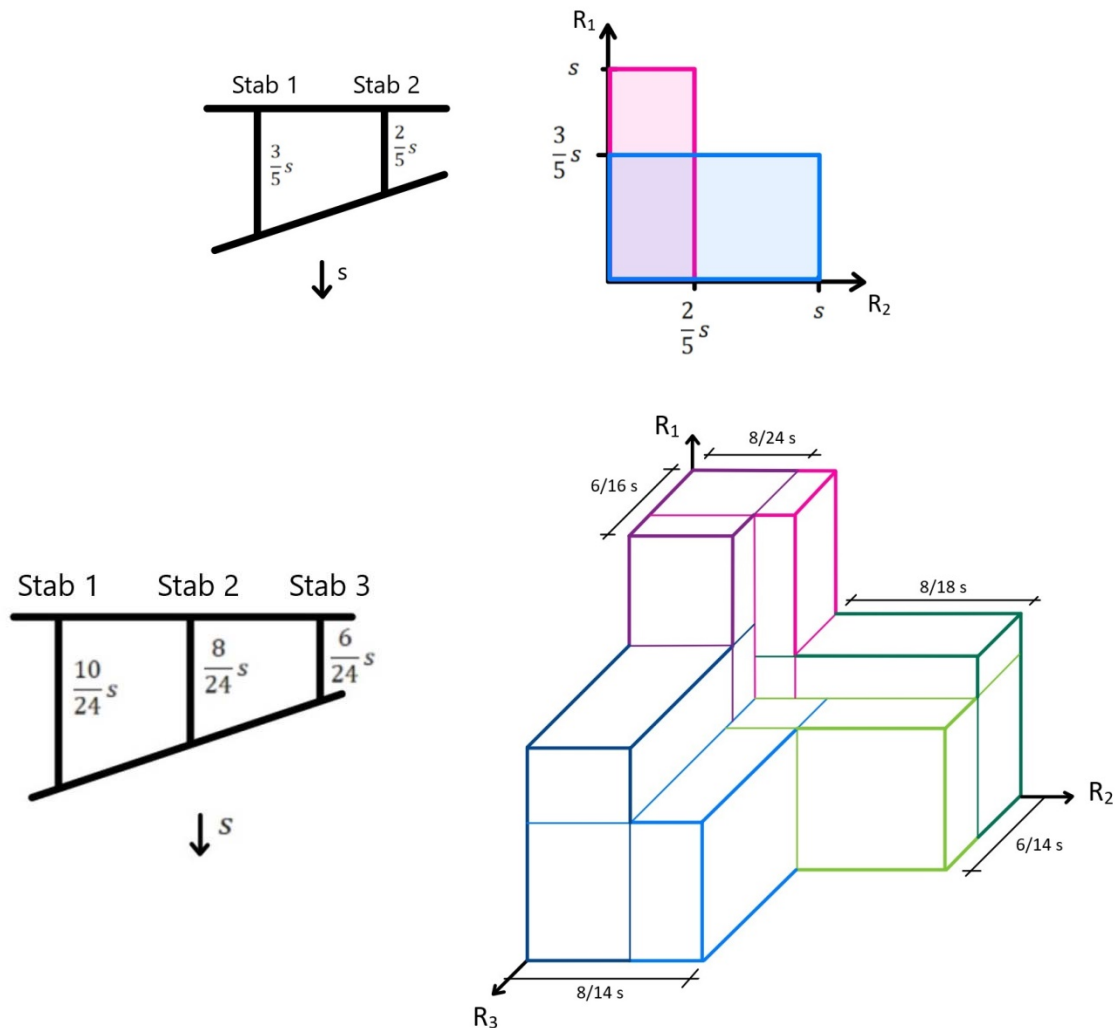 Stab 1 Stab 2
3/5 s
2/5 s
s
R₁
s
3/5 s
2/5 s
s
R₂
Stab 1 Stab 2 Stab 3
10/24 s
8/24 s
6/24 s
s
R₁
8/24 s
6/16 s
8/18 s
R₂
6/14 s
8/14 s
R₃